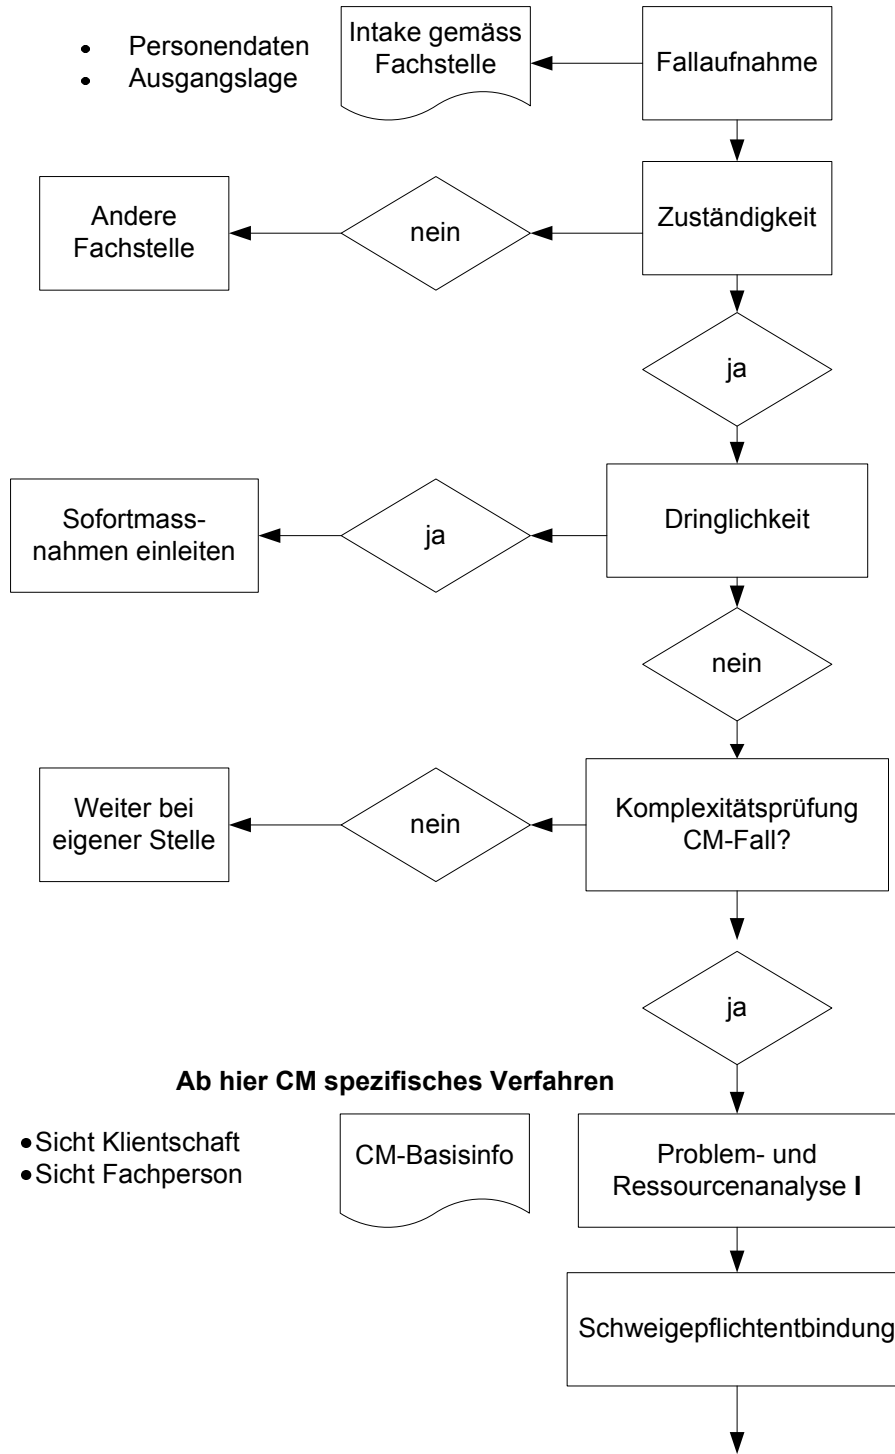 • Personendaten
• Ausgangslage
Intake gemäss
Fachstelle
Fallaufnahme
Andere
Fachstelle
nein
Zuständigkeit
ja
Sofortmass-
nahmen einleiten
ja
Dringlichkeit
nein
Weiter bei
eigener Stelle
nein
Komplexitätsprüfung
CM-Fall?
ja
Ab hier CM spezifisches Verfahren
•Sicht Klientschaft
•Sicht Fachperson
CM-Basisinfo
Problem- und
Ressourcenanalyse I
Schweigepflichtentbindung